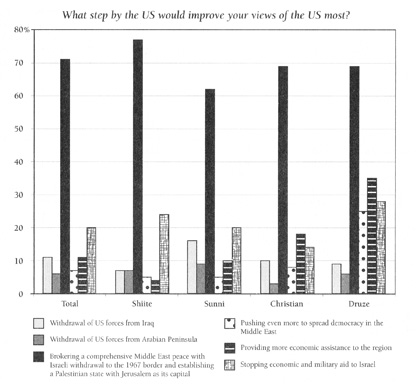 What step by the US would improve your views of the US most?
80%
70
60
50
40
30
20
10
0
Total Shiite Sunni Christian Druze
Withdrawal of US forces from Iraq
Withdrawal of US forces from Arabian Peninsula
Brokering a comprehensive Middle East peace with
Israel: withdrawal to the 1967 border and establishing
a Palestinian state with Jerusalem as its capital
Pushing even more to spread democracy in the
Middle East
Providing more economic assistance to the region
Stopping economic and military aid to Israel